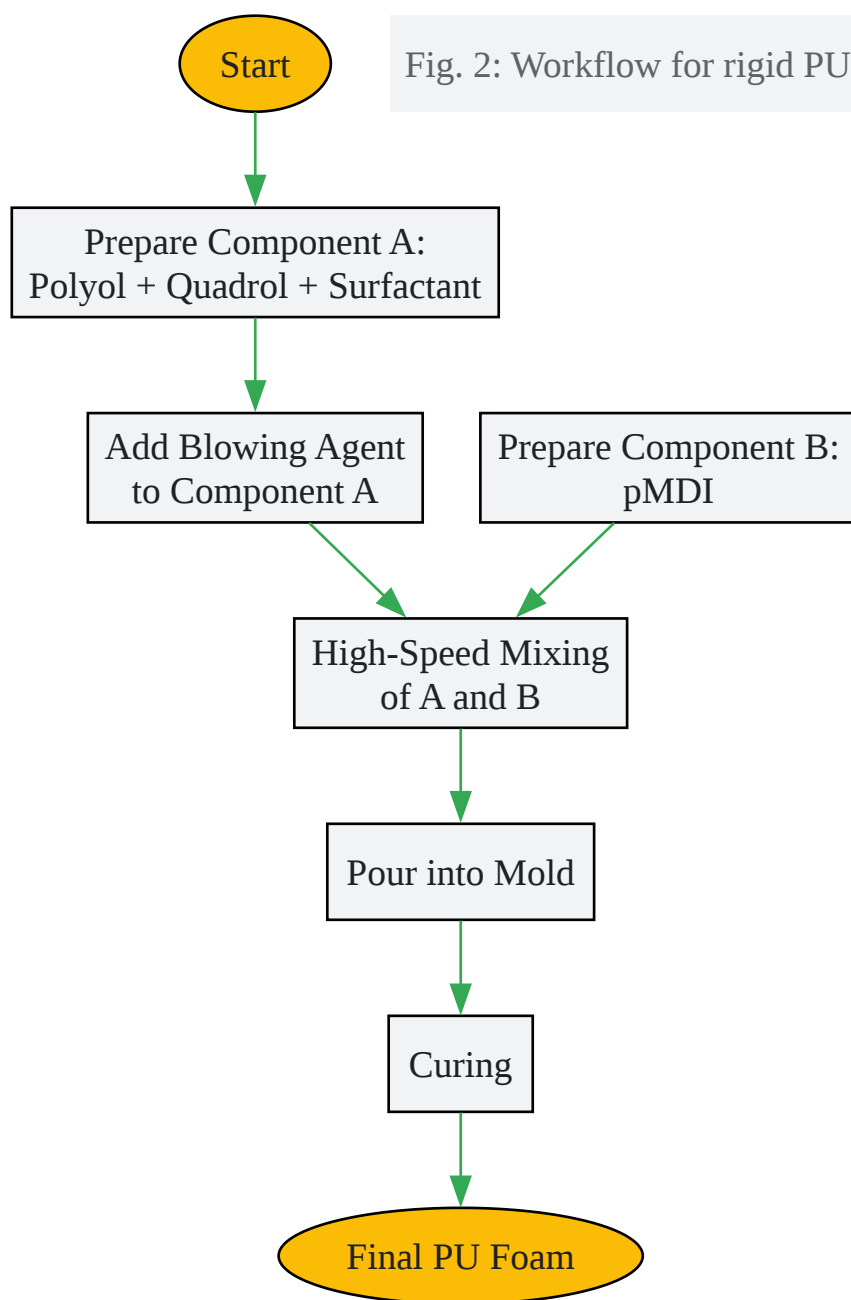 Start
Fig. 2: Workflow for rigid PU
Prepare Component A:
Polyol + Quadrol + Surfactant
Add Blowing Agent
to Component A
Prepare Component B:
pMDI
High-Speed Mixing
of A and B
Pour into Mold
Curing
Final PU Foam